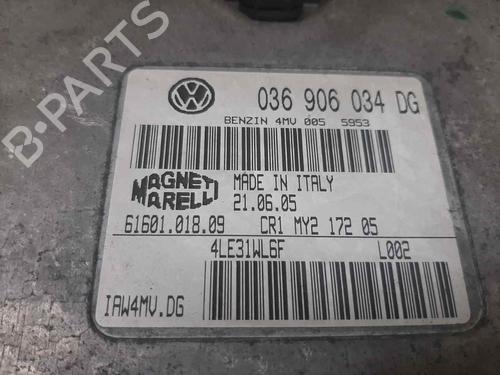 B-PARTS
VW
036 906 034 DG
BENZIN 4MV 005 5953
MAGNETI MARELLI
MADE IN ITALY
21.06.05
61601.018.09 CR1 MY2 172 05
4LE31WL6F L002
IAW4MV.DG